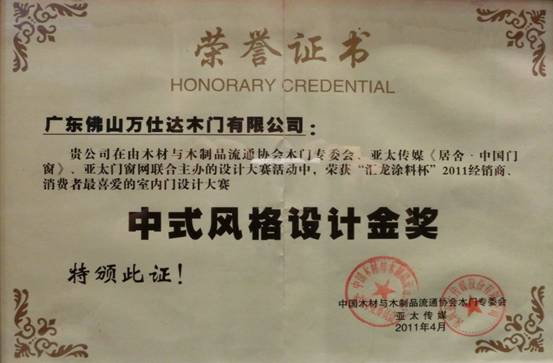 荣誉证书
HONORARY CREDENTIAL
广东佛山万仕达木门有限公司：
贵公司在由木材与木制品流通协会木门专委会、亚太传媒《居舍·中国门
窗》、亚太门窗网联合主办的设计大赛活动中，荣获“汇龙涂料杯”2011经销商、
消费者最喜爱的室内门设计大赛
中式风格设计金奖
特颁此证！
中国木材与木制品流通协会木门专委会
亚太传媒
2011年4月